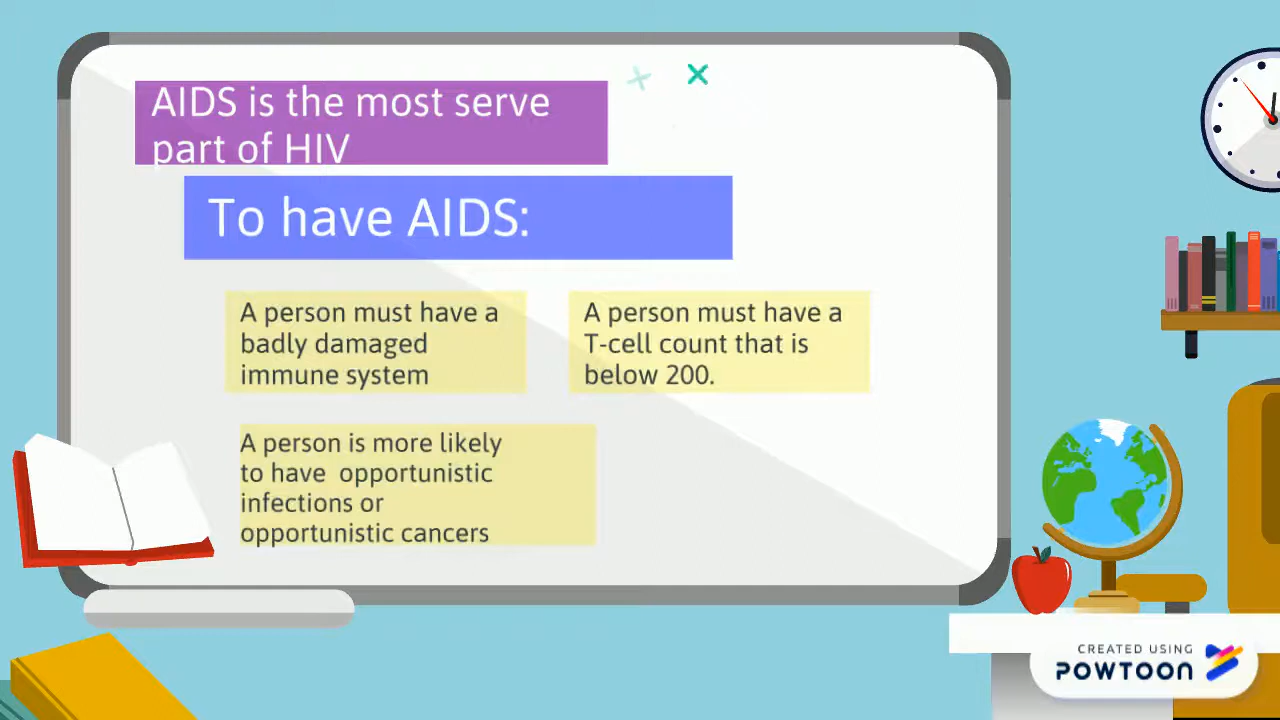 AIDS is the most serve
part of HIV
To have AIDS:
A person must have a
badly damaged
immune system
A person must have a
T-cell count that is
below 200.
A person is more likely
to have  opportunistic
infections or
opportunistic cancers
CREATED USING
POWTOON